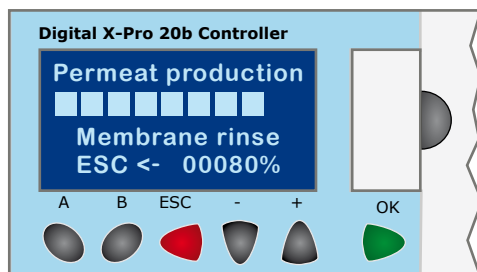 Digital X-Pro 20b Controller
Permeat production
Membrane rinse
ESC <- 00080%
A B ESC - + OK